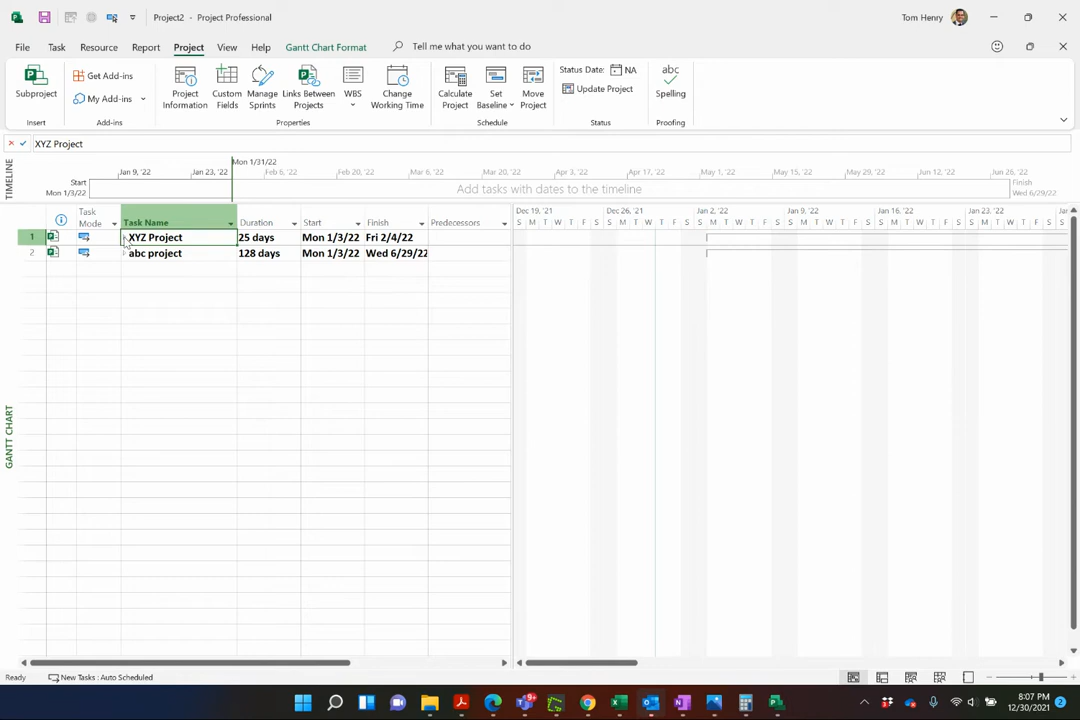 Project2 - Project Professional
Tom Henry
File Task Resource Report Project View Help Gantt Chart Format Tell me what you want to do
Subproject
Get Add-ins
My Add-ins
Project Information
Custom Fields
Manage Sprints
Links Between Projects
WBS
Change Working Time
Calculate Project
Set Baseline
Move Project
Status Date: NA
Update Project
abc
Spelling
Insert Add-ins Properties Schedule Status Proofing
XYZ Project
TIMELINE
Mon 1/31/22
Jan 9, '22 Jan 23, '22 Feb 6, '22 Feb 20, '22 Mar 6, '22 Mar 20, '22 Apr 3, '22 Apr 17, '22 May 1, '22 May 15, '22 May 29, '22 Jun 12, '22 Jun 26, '22
Start
Mon 1/3/22
Add tasks with dates to the timeline
Finish
Wed 6/29/22
Task Mode Task Name Duration Start Finish Predecessors
Dec 19, '21 Dec 26, '21 Jan 2, '22 Jan 9, '22 Jan 16, '22 Jan 23, '22
S M T W T F S S M T W T F S S M T W T F S S M T W T F S S M T W T F S S M T W T F S
1 XYZ Project 25 days Mon 1/3/22 Fri 2/4/22
2 abc project 128 days Mon 1/3/22 Wed 6/29/22
GANTT CHART
Ready New Tasks : Auto Scheduled
8:07 PM
12/30/2021